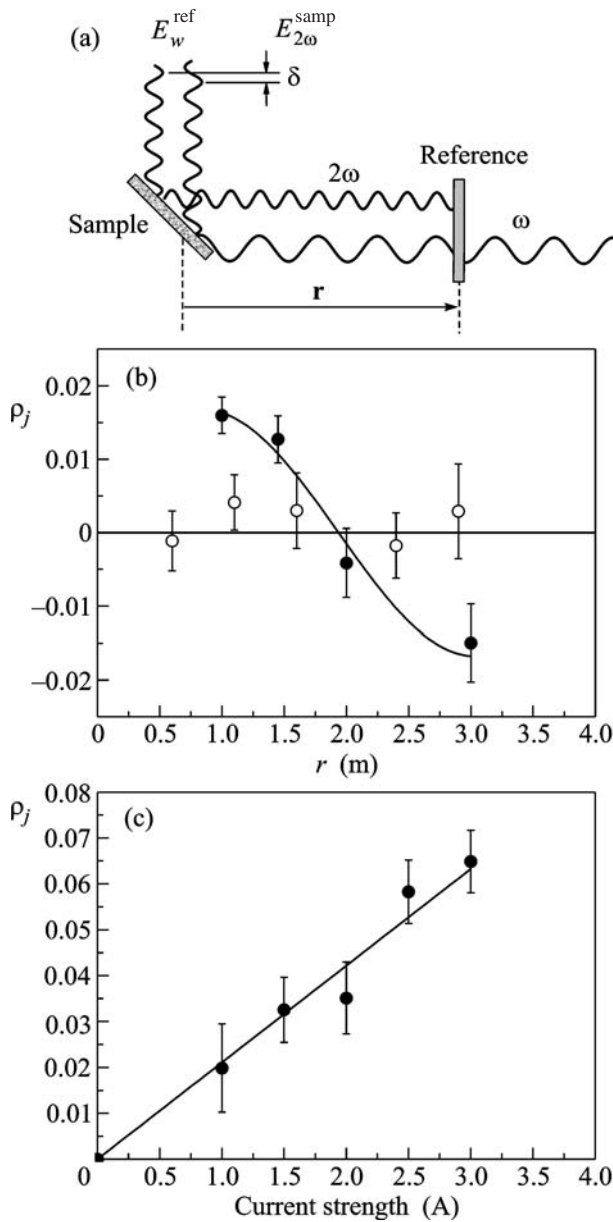 (a)
E_w^ref E_2ω^samp
δ
Reference
2ω
ω
Sample
r
(b)
ρ_j
0.02
0.01
0
–0.01
–0.02
0 0.5 1.0 1.5 2.0 2.5 3.0 3.5 4.0
r (m)
(c)
ρ_j
0.08
0.07
0.06
0.05
0.04
0.03
0.02
0.01
0 0.5 1.0 1.5 2.0 2.5 3.0 3.5 4.0
Current strength (A)